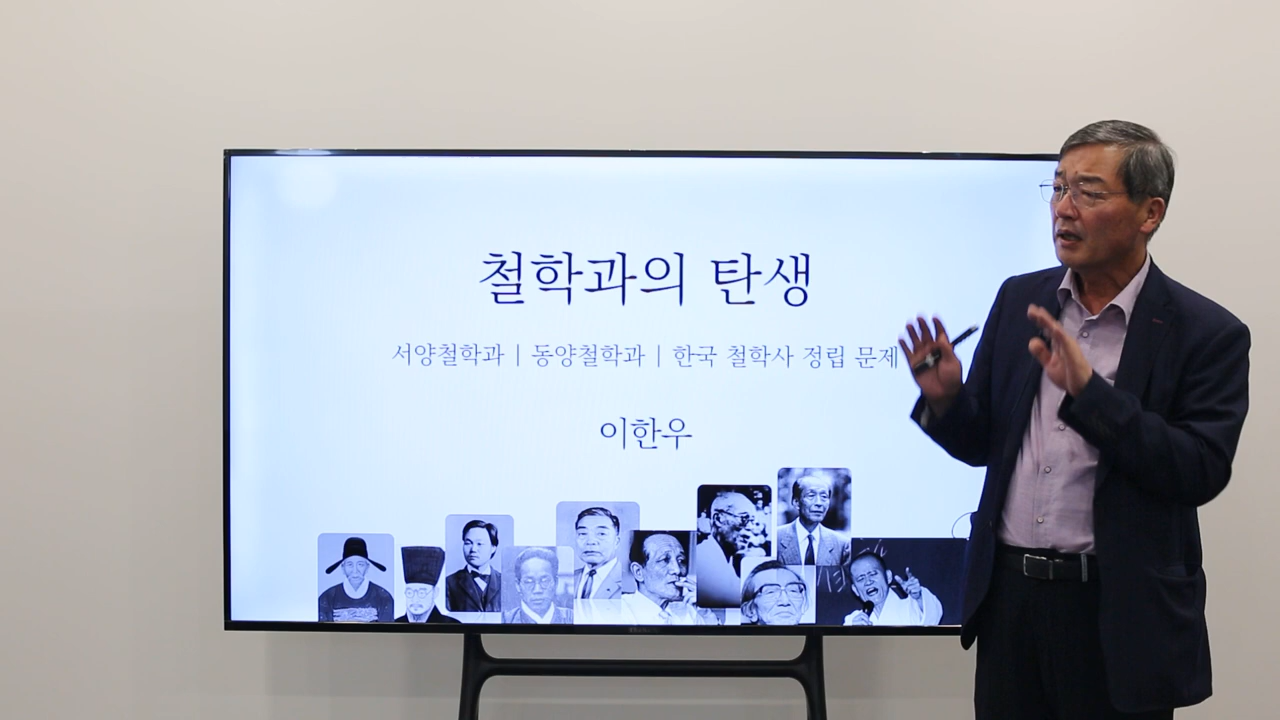 철학과의 탄생
서양철학과 | 동양철학과 | 한국 철학사 정립 문제
이한우